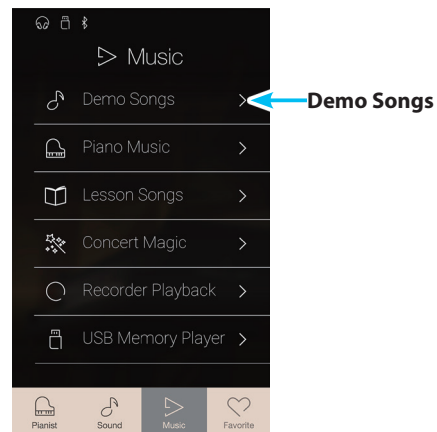 Music
Demo Songs
Demo Songs
Piano Music
Lesson Songs
Concert Magic
Recorder Playback
USB Memory Player
Pianist
Sound
Music
Favorite